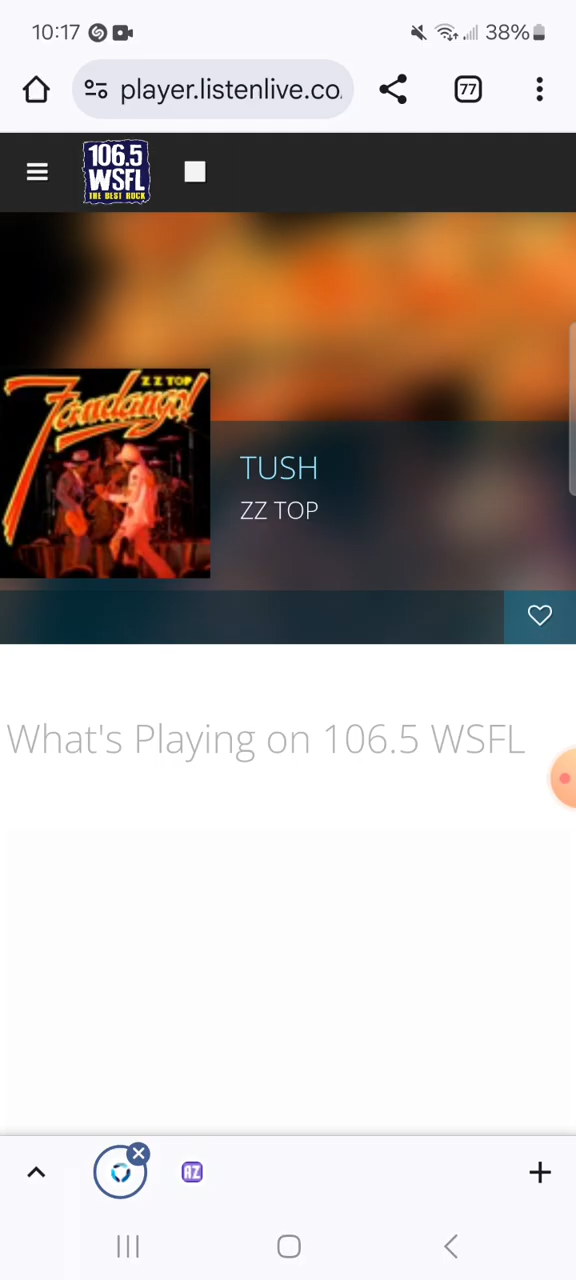 10:17
38%
player.listenlive.co.
77
106.5
WSFL
THE BEST ROCK
ZZ TOP
Fandango!
TUSH
ZZ TOP
What's Playing on 106.5 WSFL
AZ